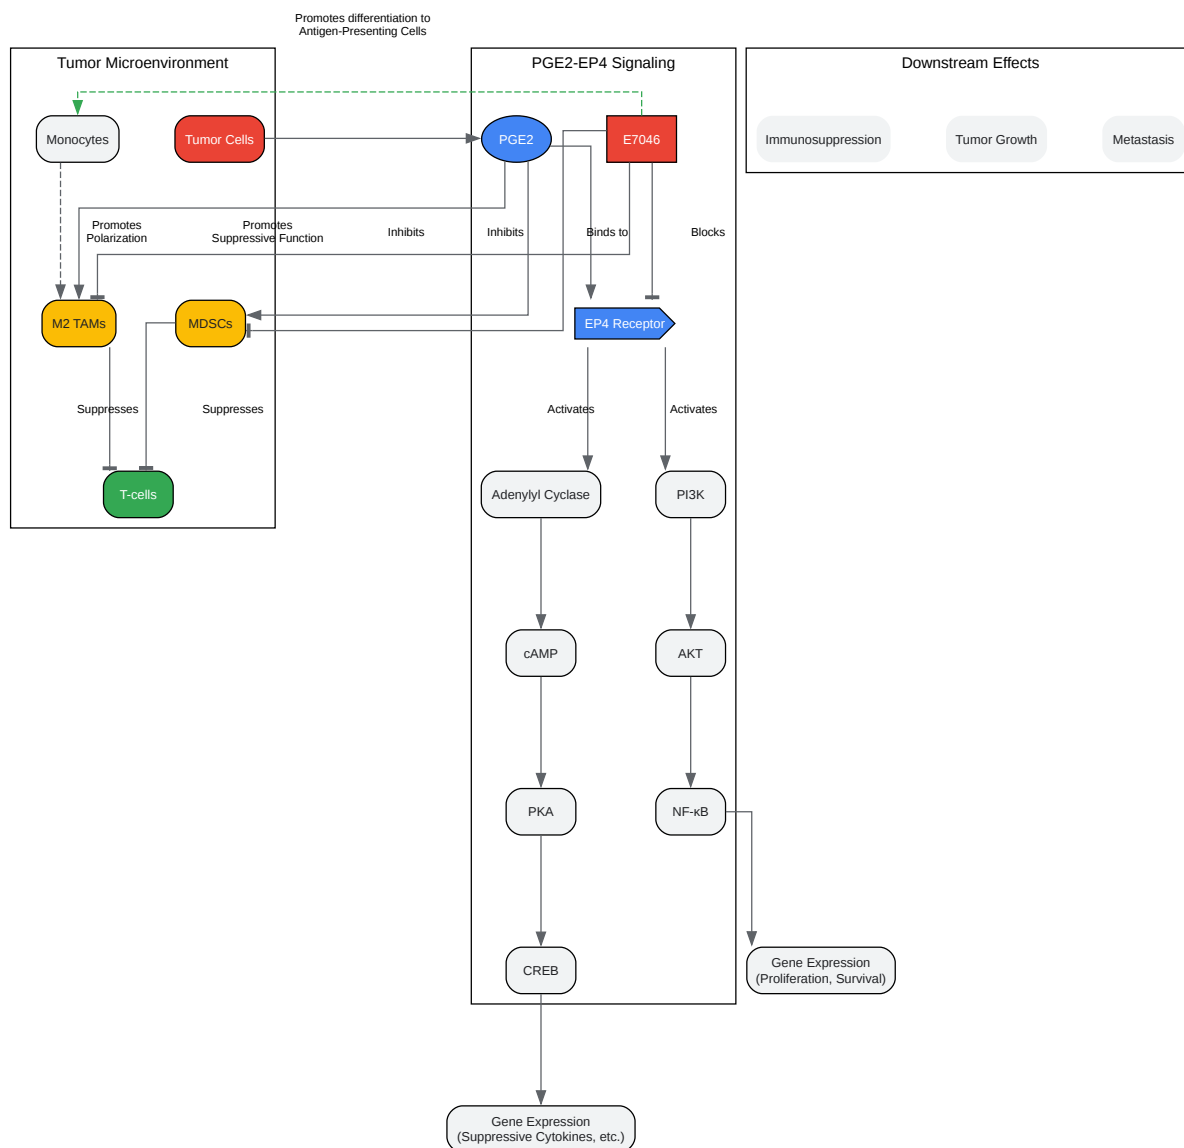 Promotes differentiation to
Antigen-Presenting Cells
Tumor Microenvironment
PGE2-EP4 Signaling
Downstream Effects
Monocytes
Tumor Cells
PGE2
E7046
Immunosuppression
Tumor Growth
Metastasis
Promotes
Polarization
Promotes
Suppressive Function
Inhibits
Inhibits
Binds to
Blocks
M2 TAMs
MDSCs
EP4 Receptor
Suppresses
Suppresses
Activates
Activates
T-cells
Adenylyl Cyclase
PI3K
cAMP
AKT
PKA
NF-κB
CREB
Gene Expression
(Proliferation, Survival)
Gene Expression
(Suppressive Cytokines, etc.)